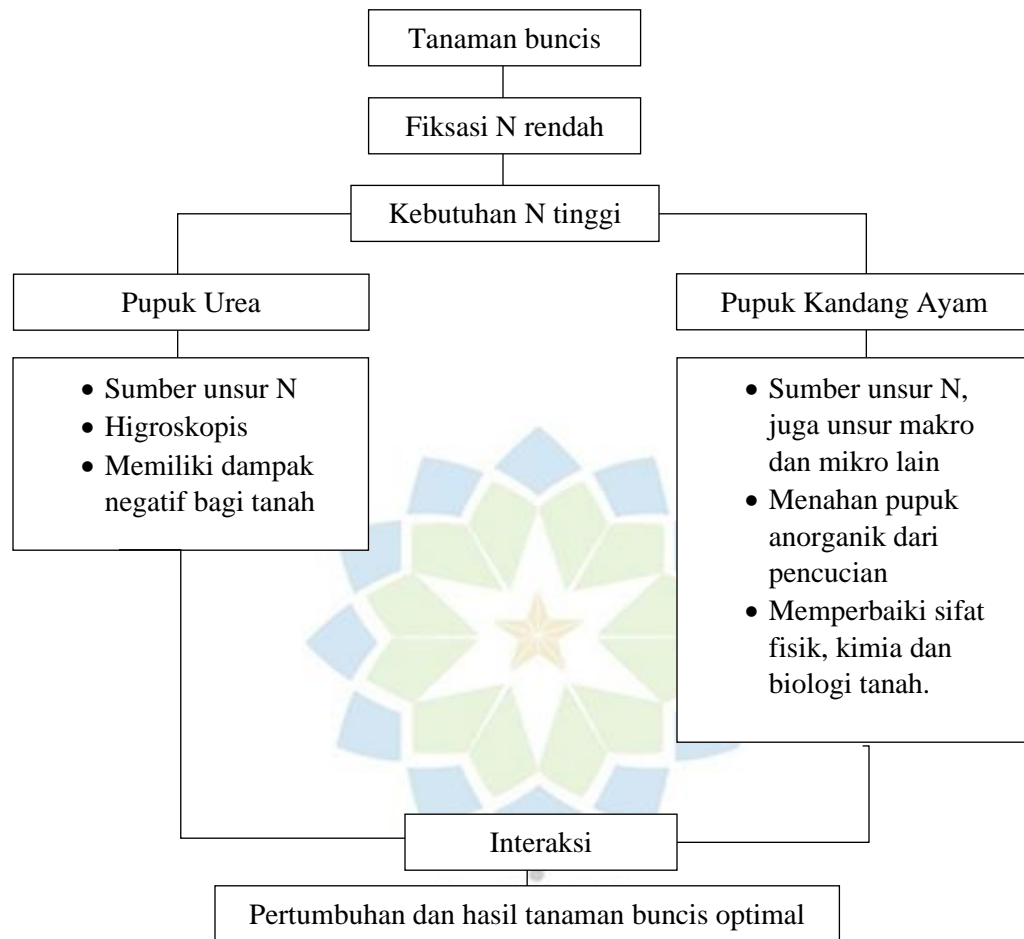 Tanaman buncis
Fiksasi N rendah
Kebutuhan N tinggi
Pupuk Urea
• Sumber unsur N
• Higroskopis
• Memiliki dampak
negatif bagi tanah
Pupuk Kandang Ayam
• Sumber unsur N,
juga unsur makro
dan mikro lain
• Menahan pupuk
anorganik dari
pencucian
• Memperbaiki sifat
fisik, kimia dan
biologi tanah.
Interaksi
Pertumbuhan dan hasil tanaman buncis optimal